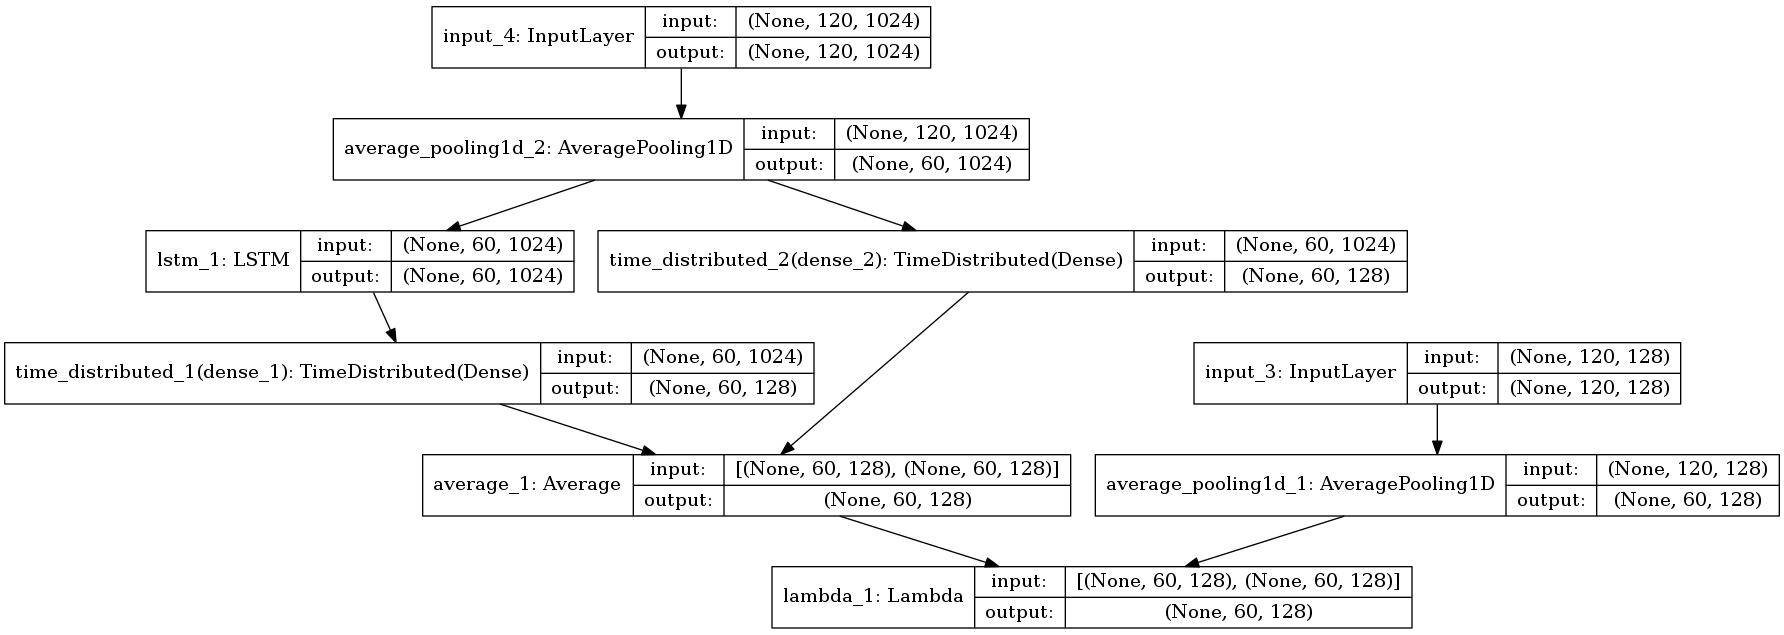 input_4: InputLayer
input:
(None, 120, 1024)
output:
(None, 120, 1024)
average_pooling1d_2: AveragePooling1D
input:
(None, 120, 1024)
output:
(None, 60, 1024)
lstm_1: LSTM
input:
(None, 60, 1024)
output:
(None, 60, 1024)
time_distributed_2(dense_2): TimeDistributed(Dense)
input:
(None, 60, 1024)
output:
(None, 60, 128)
time_distributed_1(dense_1): TimeDistributed(Dense)
input:
(None, 60, 1024)
output:
(None, 60, 128)
input_3: InputLayer
input:
(None, 120, 128)
output:
(None, 120, 128)
average_1: Average
input:
[(None, 60, 128), (None, 60, 128)]
output:
(None, 60, 128)
average_pooling1d_1: AveragePooling1D
input:
(None, 120, 128)
output:
(None, 60, 128)
lambda_1: Lambda
input:
[(None, 60, 128), (None, 60, 128)]
output:
(None, 60, 128)